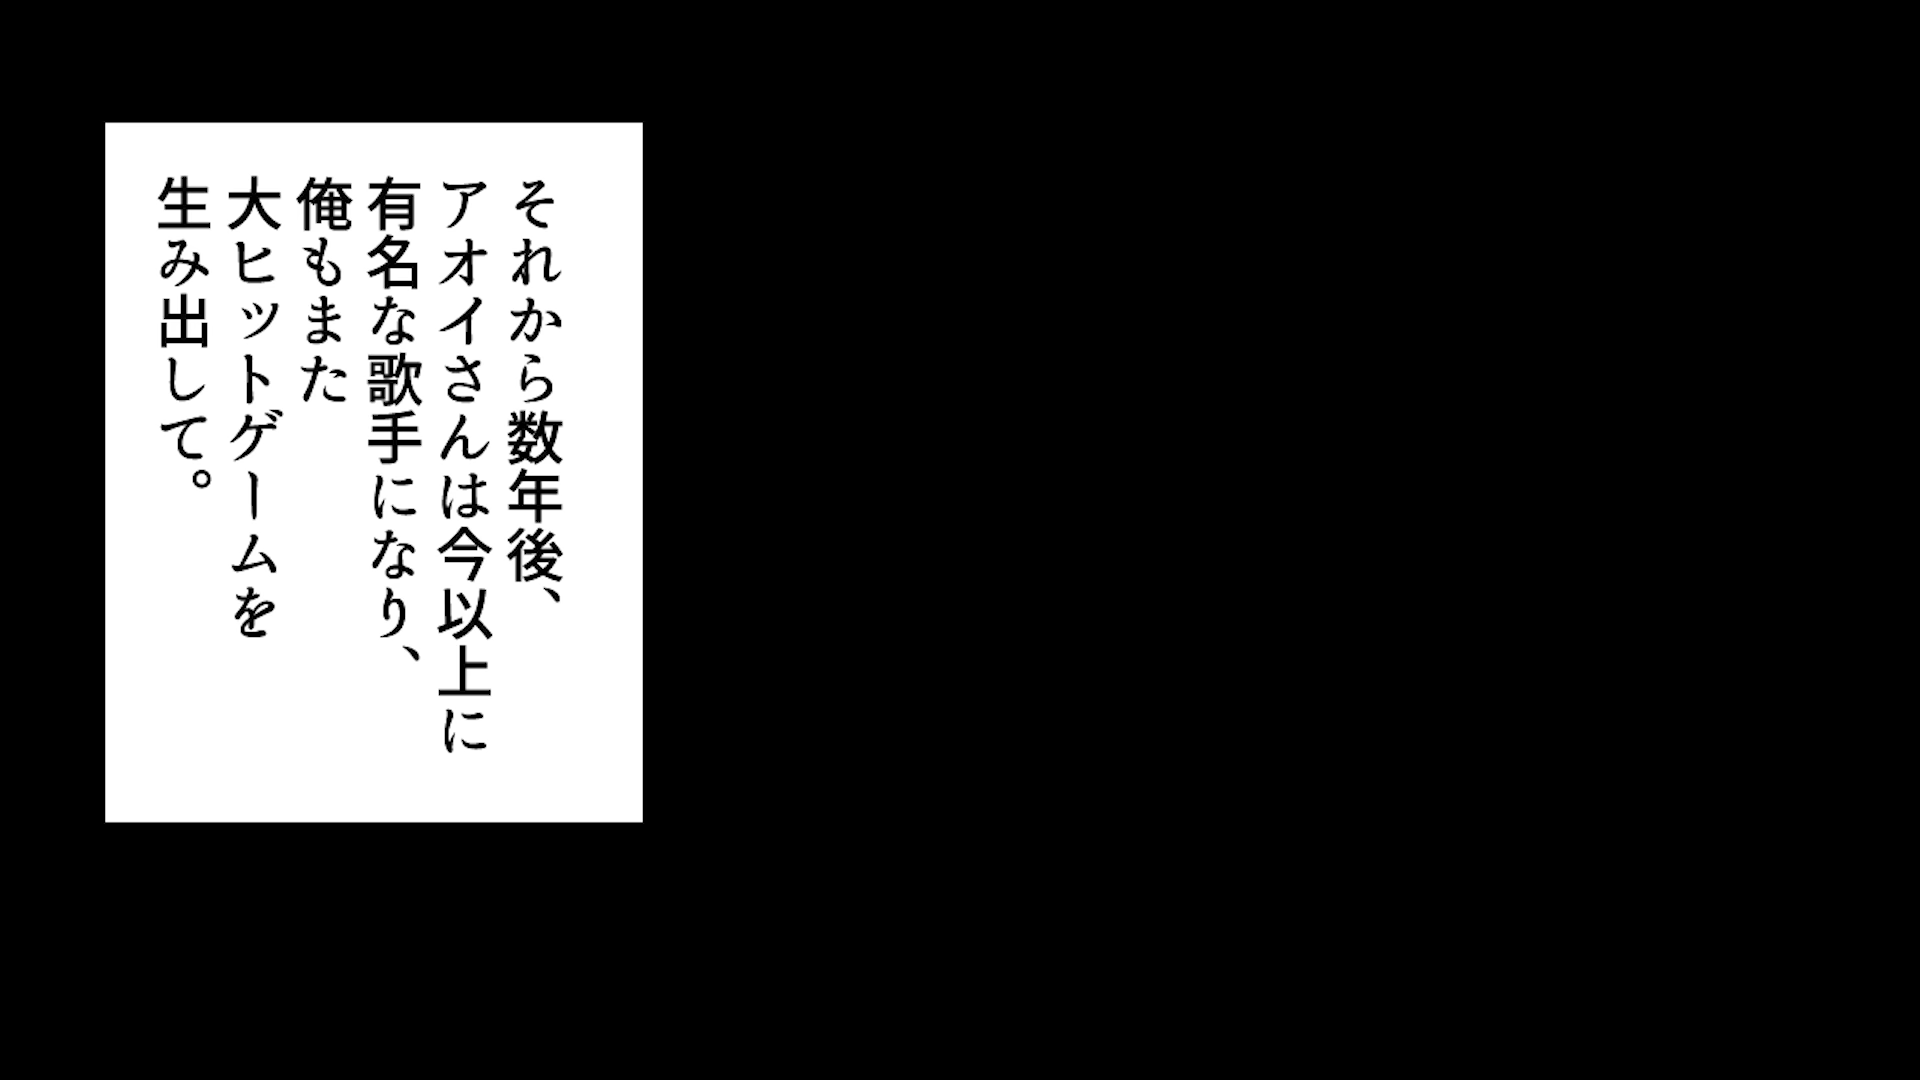 それから数年後、
アオイさんは今以上に
有名な歌手になり、
俺もまた
大ヒットゲームを
生み出して。